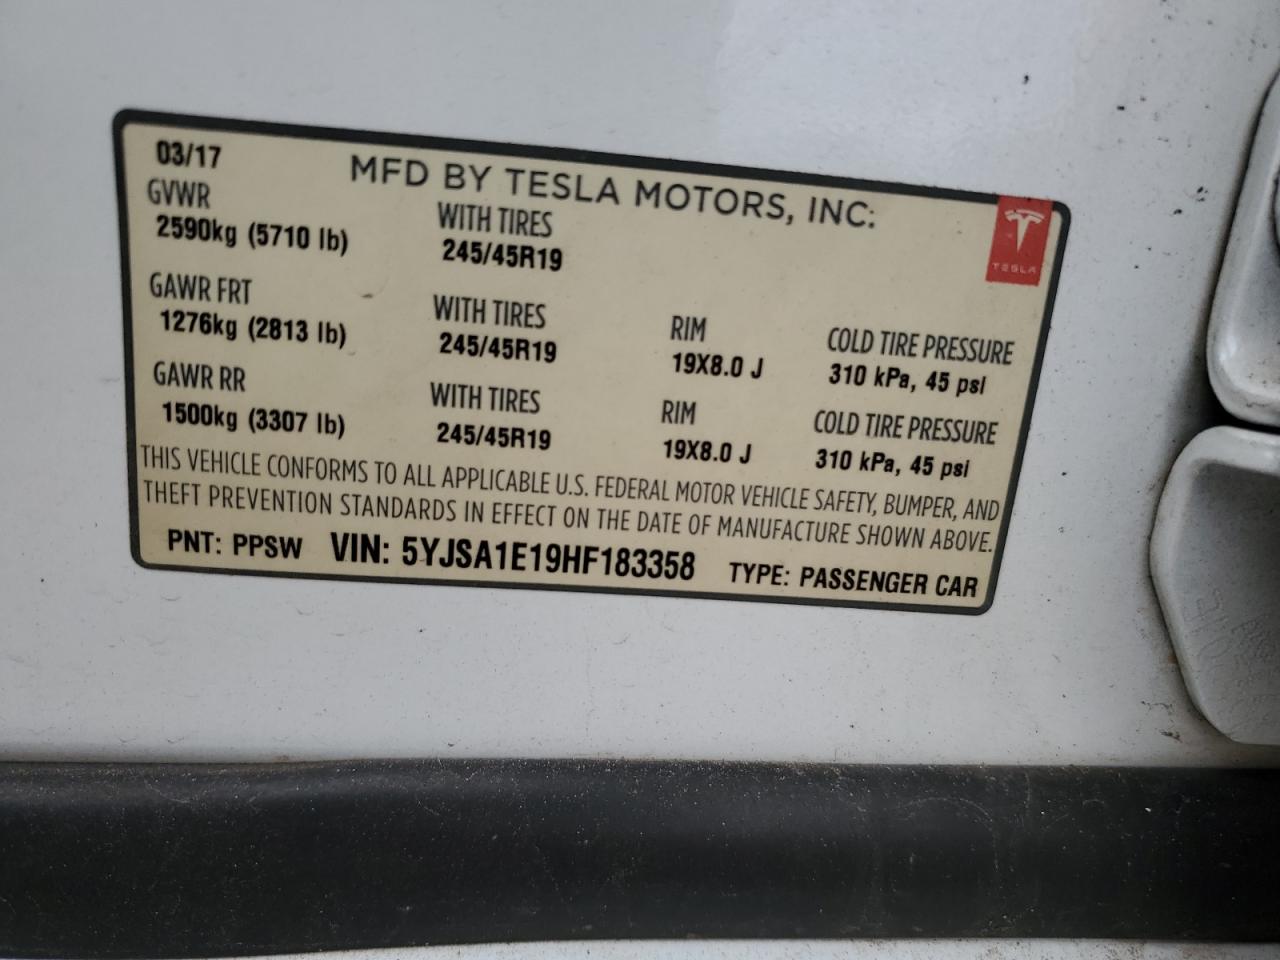 03/17 MFD BY TESLA MOTORS, INC:
GVWR WITH TIRES
2590kg (5710 lb) 245/45R19
TESLA
GAWR FRT WITH TIRES RIM COLD TIRE PRESSURE
1276kg (2813 lb) 245/45R19 19X8.0 J 310 kPa, 45 psi
GAWR RR WITH TIRES RIM COLD TIRE PRESSURE
1500kg (3307 lb) 245/45R19 19X8.0 J 310 kPa, 45 psi
THIS VEHICLE CONFORMS TO ALL APPLICABLE U.S. FEDERAL MOTOR VEHICLE SAFETY, BUMPER, AND
THEFT PREVENTION STANDARDS IN EFFECT ON THE DATE OF MANUFACTURE SHOWN ABOVE.
PNT: PPSW VIN: 5YJSA1E19HF183358 TYPE: PASSENGER CAR